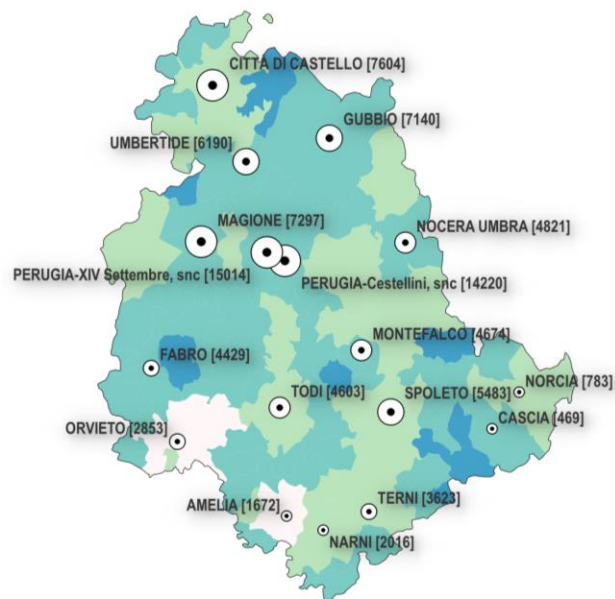 CITTÀ DI CASTELLO [7604]
GUBBIO [7140]
UMBERTIDE [6190]
MAGIONE [7297]
NOCERA UMBRA [4821]
PERUGIA-XIV Settembre, snc [15014]
PERUGIA-Cestellini, snc [14220]
MONTEFALCO [4674]
FABRO [4429]
NORCIA [783]
TODI [4603]
SPOLETO [5483]
CASCIA [469]
ORVIETO [2853]
AMELIA [1672]
TERNI [3623]
NARNI [2016]